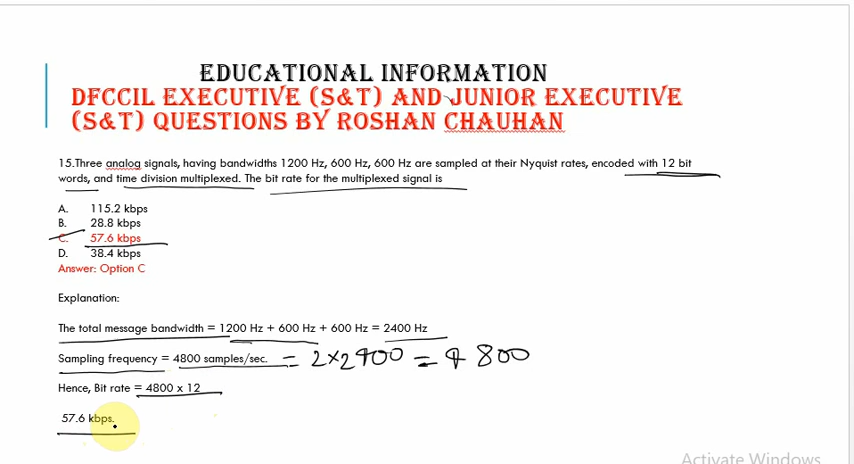 EDUCATIONAL INFORMATION
DFCCIL EXECUTIVE (S&T) AND JUNIOR EXECUTIVE
(S&T) QUESTIONS BY ROSHAN CHAUHAN
15.Three analog signals, having bandwidths 1200 Hz, 600 Hz, 600 Hz are sampled at their Nyquist rates, encoded with 12 bit
words, and time division multiplexed. The bit rate for the multiplexed signal is
A. 115.2 kbps
B. 28.8 kbps
C. 57.6 kbps
D. 38.4 kbps
Answer: Option C
Explanation:
The total message bandwidth = 1200 Hz + 600 Hz + 600 Hz = 2400 Hz
Sampling frequency = 4800 samples/sec. = 2×2400 = 4800
Hence, Bit rate = 4800 x 12
57.6 kbps.
Activate Windows